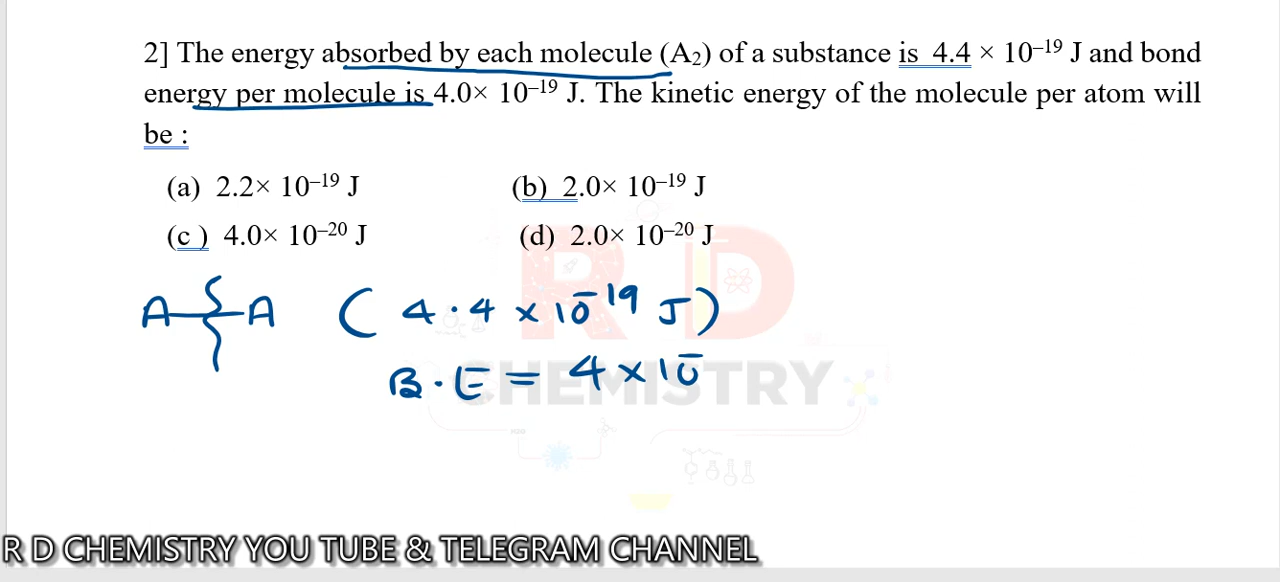 2] The energy absorbed by each molecule (A₂) of a substance is 4.4 × 10⁻¹⁹ J and bond
energy per molecule is 4.0× 10⁻¹⁹ J. The kinetic energy of the molecule per atom will
be :
(a) 2.2× 10⁻¹⁹ J (b) 2.0× 10⁻¹⁹ J
(c ) 4.0× 10⁻²⁰ J (d) 2.0× 10⁻²⁰ J
A—A ( 4.4 × 10⁻¹⁹ J)
B.E = 4 × 10⁻
RD
CHEMISTRY
R D CHEMISTRY YOU TUBE & TELEGRAM CHANNEL